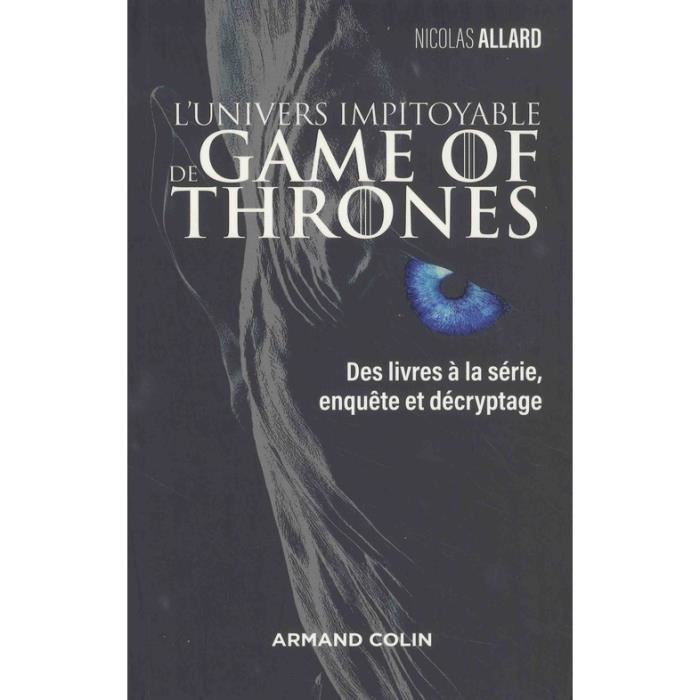 NICOLAS ALLARD
L'UNIVERS IMPITOYABLE
DE GAME OF
THRONES
Des livres à la série,
enquête et décryptage
ARMAND COLIN